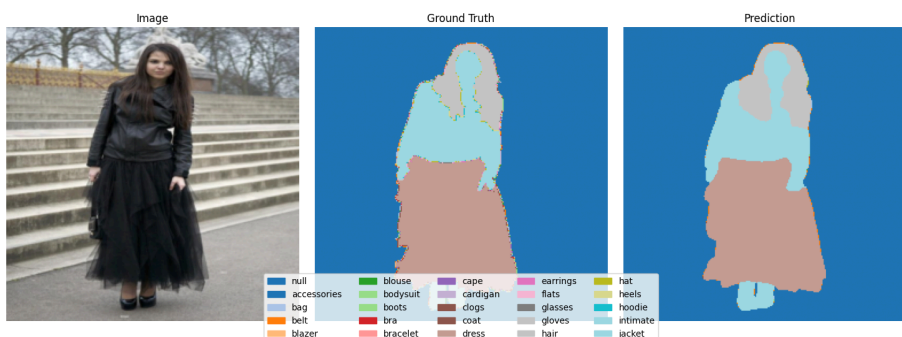 Image
Ground Truth
Prediction
null
blouse
cape
earrings
hat
accessories
bodysuit
cardigan
flats
heels
bag
boots
clogs
glasses
hoodie
belt
bra
coat
gloves
intimate
blazer
bracelet
dress
hair
jacket